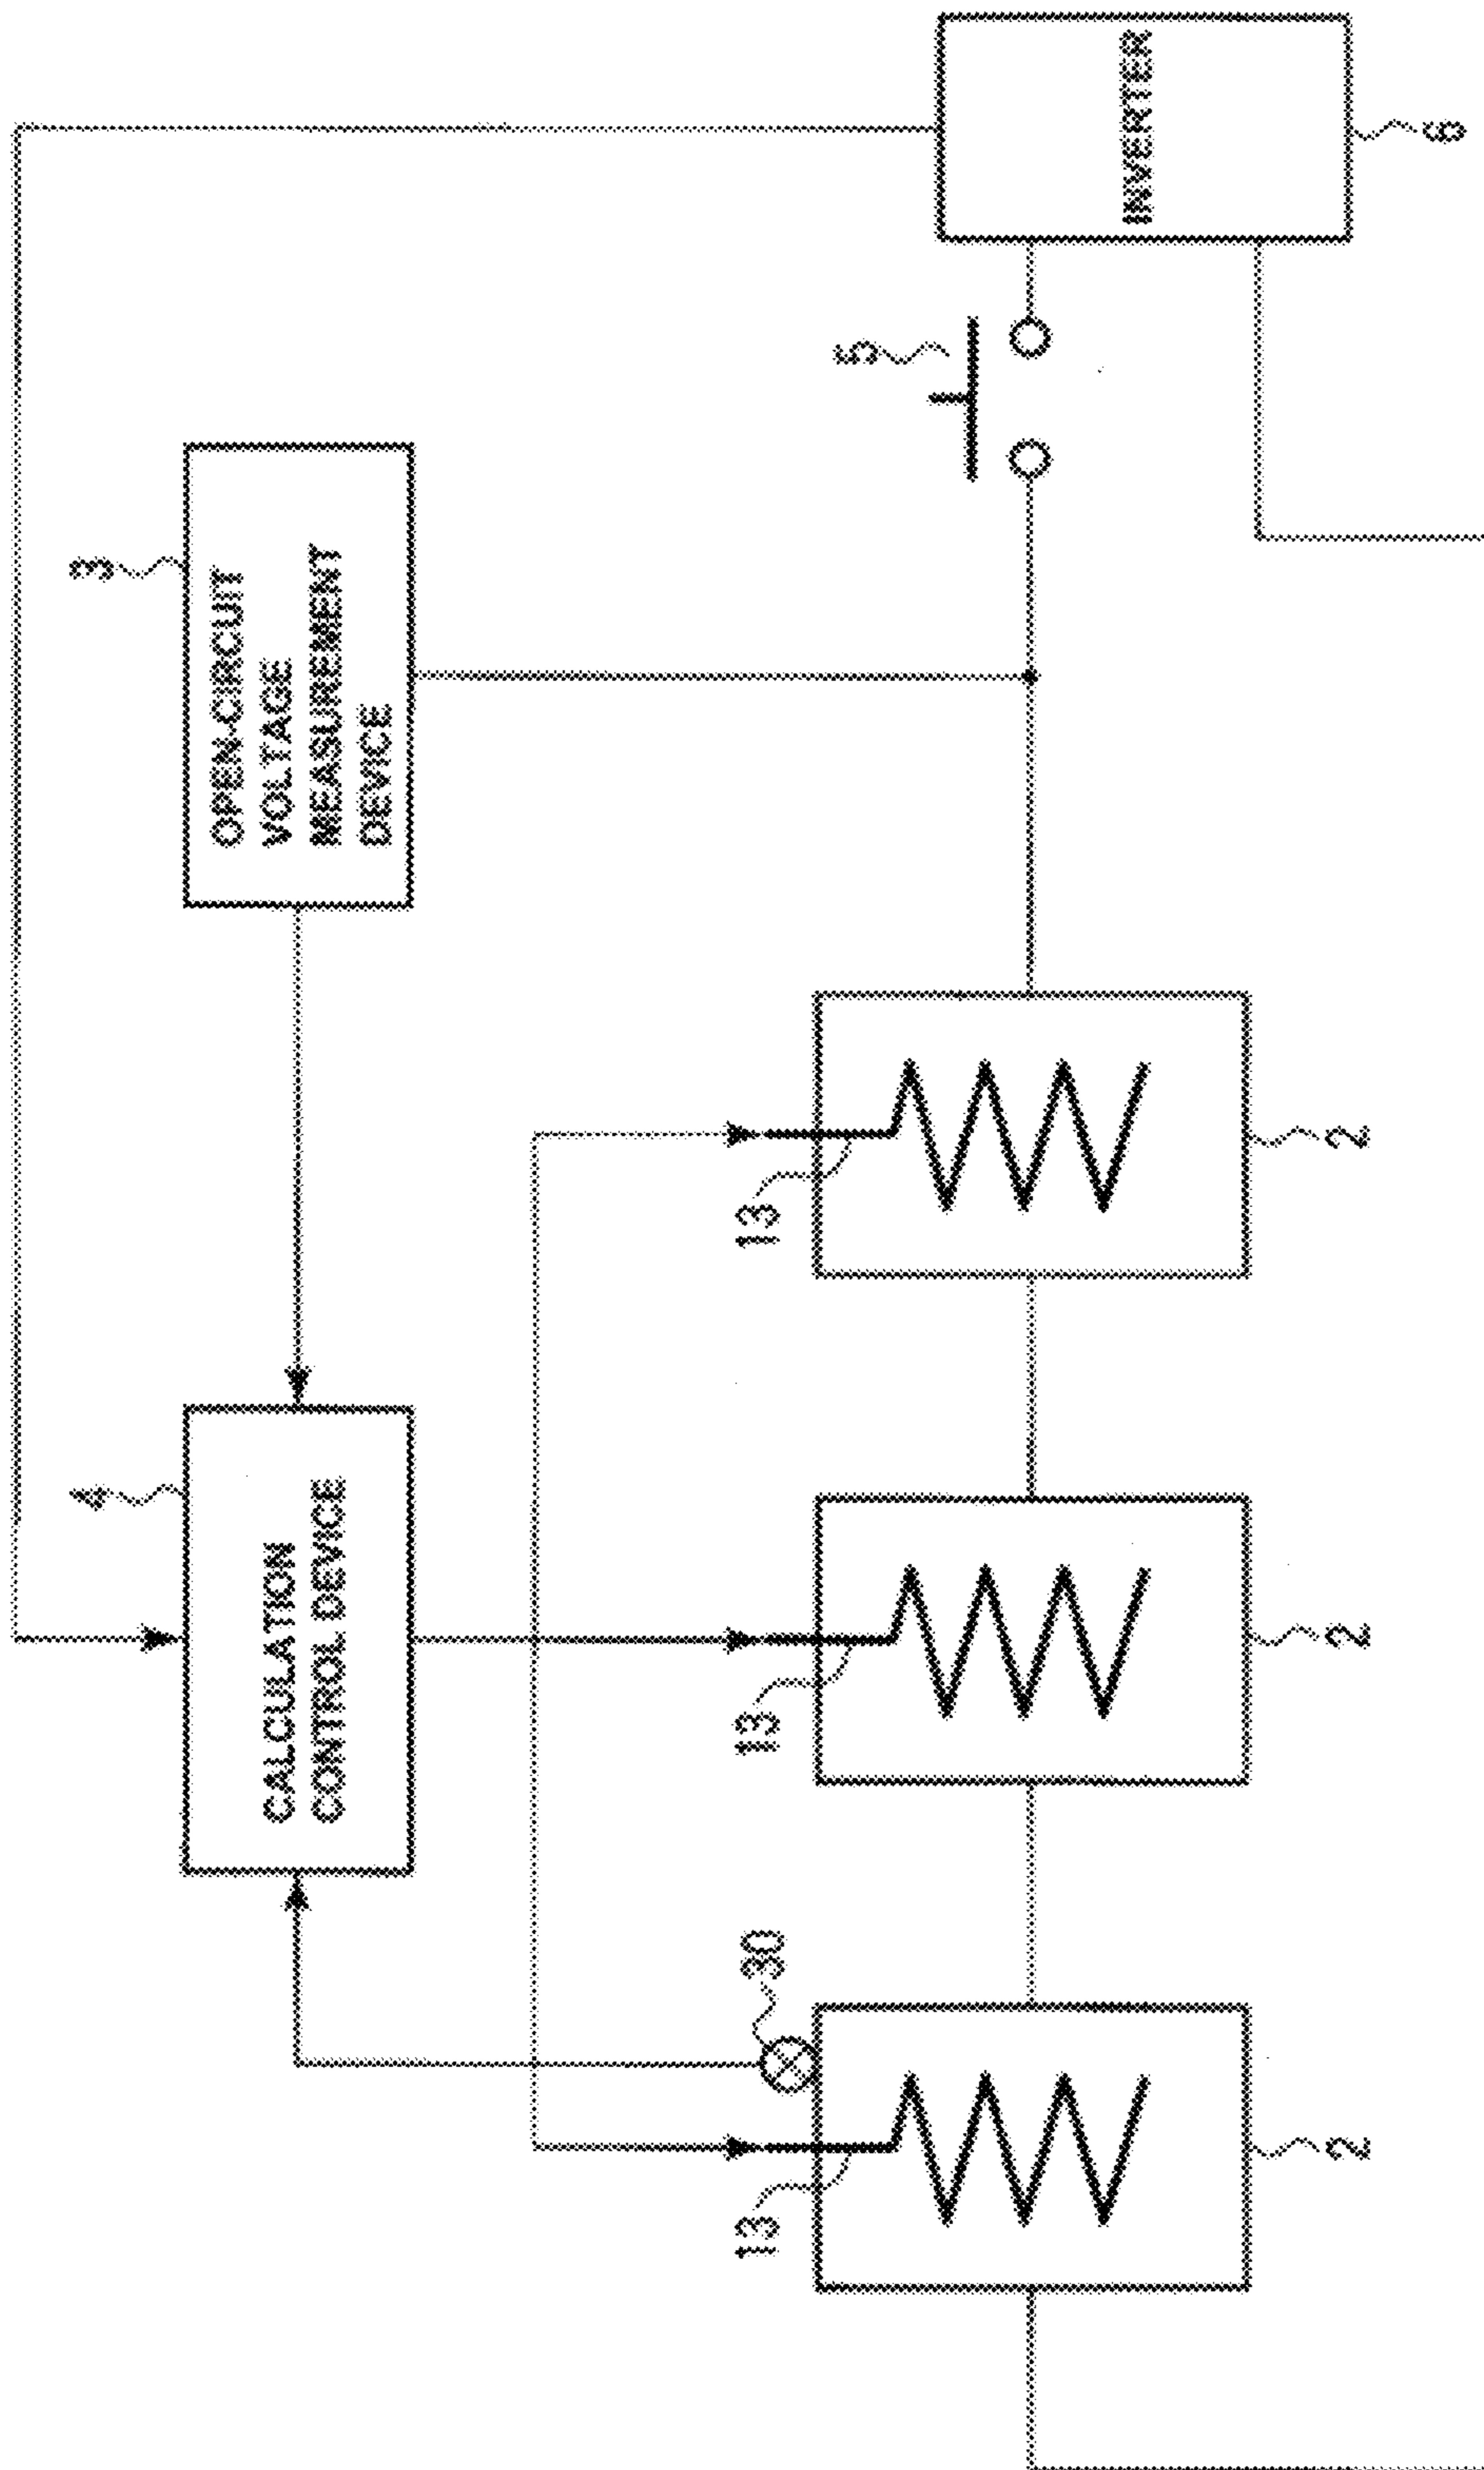 3
OPEN-CIRCUIT
VOLTAGE
MEASUREMENT
DEVICE
4
CALCULATION
CONTROL DEVICE
5
INVERTER
6
30
13
13
13
2
2
2